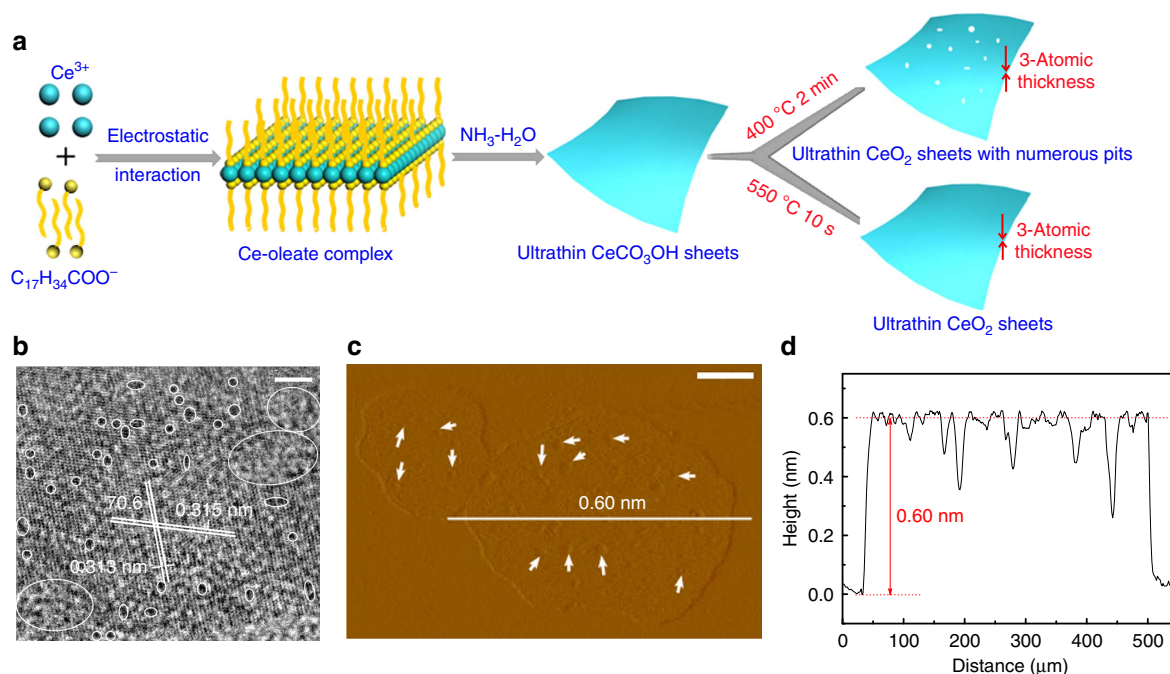 a
Ce³⁺
+
C₁₇H₃₄COO⁻
Electrostatic
interaction
Ce-oleate complex
NH₃-H₂O
Ultrathin CeCO₃OH sheets
400 °C 2 min
550 °C 10 s
3-Atomic
thickness
Ultrathin CeO₂ sheets with numerous pits
3-Atomic
thickness
Ultrathin CeO₂ sheets
b
70.6
0.315 nm
0.313 nm
c
0.60 nm
d
Height (nm)
0.6
0.4
0.2
0.0
0.60 nm
0 100 200 300 400 500
Distance (μm)